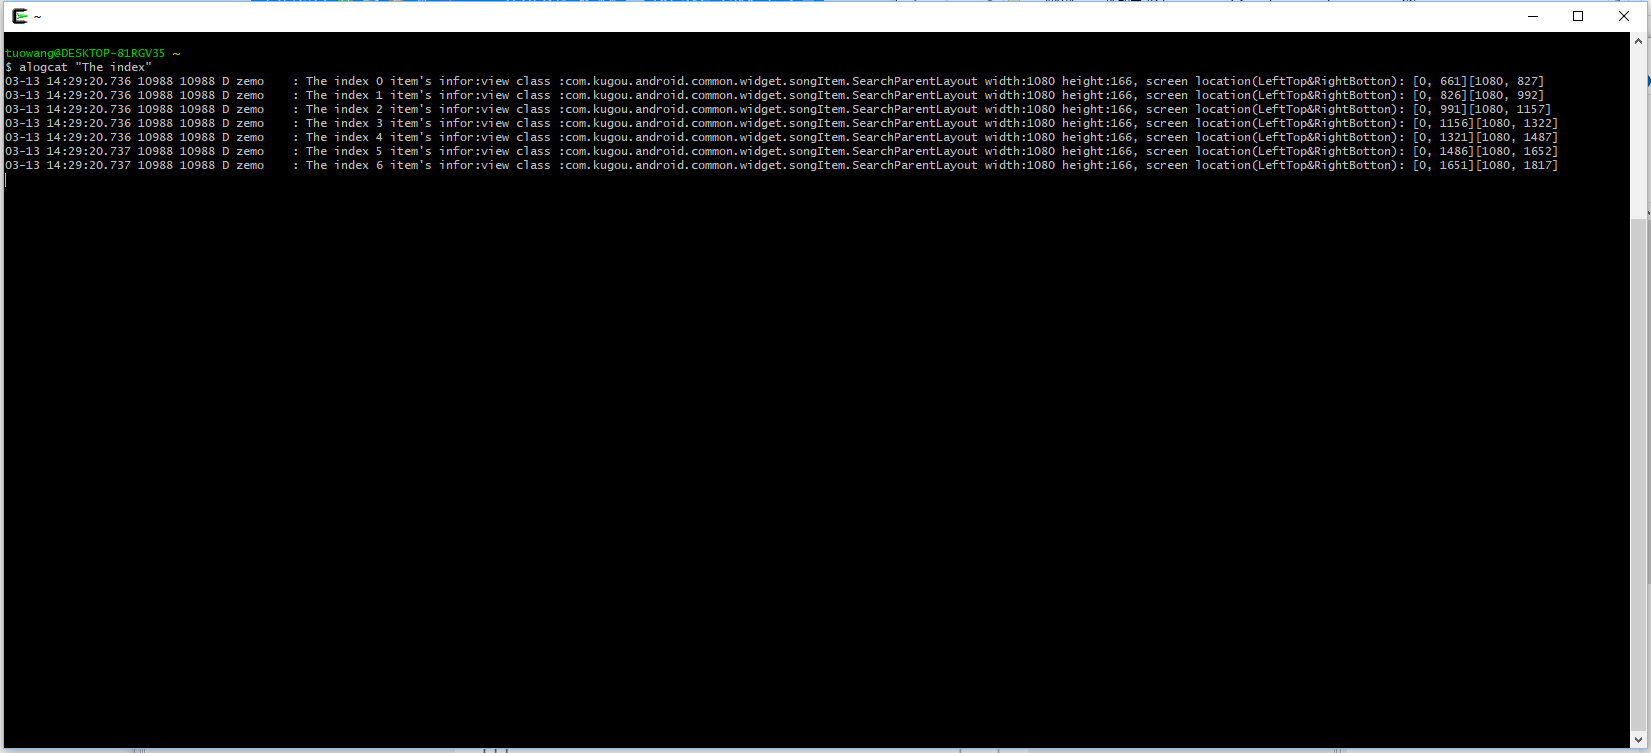 ~
tuowang@DESKTOP-81RGV35 ~
$ alogcat "The index"
03-13 14:29:20.736 10988 10988 D zemo    : The index 0 item's infor:view class :com.kugou.android.common.widget.songItem.SearchParentLayout width:1080 height:166, screen location(LeftTop&RightBotton): [0, 661][1080, 827]
03-13 14:29:20.736 10988 10988 D zemo    : The index 1 item's infor:view class :com.kugou.android.common.widget.songItem.SearchParentLayout width:1080 height:166, screen location(LeftTop&RightBotton): [0, 826][1080, 992]
03-13 14:29:20.736 10988 10988 D zemo    : The index 2 item's infor:view class :com.kugou.android.common.widget.songItem.SearchParentLayout width:1080 height:166, screen location(LeftTop&RightBotton): [0, 991][1080, 1157]
03-13 14:29:20.736 10988 10988 D zemo    : The index 3 item's infor:view class :com.kugou.android.common.widget.songItem.SearchParentLayout width:1080 height:166, screen location(LeftTop&RightBotton): [0, 1156][1080, 1322]
03-13 14:29:20.736 10988 10988 D zemo    : The index 4 item's infor:view class :com.kugou.android.common.widget.songItem.SearchParentLayout width:1080 height:166, screen location(LeftTop&RightBotton): [0, 1321][1080, 1487]
03-13 14:29:20.737 10988 10988 D zemo    : The index 5 item's infor:view class :com.kugou.android.common.widget.songItem.SearchParentLayout width:1080 height:166, screen location(LeftTop&RightBotton): [0, 1486][1080, 1652]
03-13 14:29:20.737 10988 10988 D zemo    : The index 6 item's infor:view class :com.kugou.android.common.widget.songItem.SearchParentLayout width:1080 height:166, screen location(LeftTop&RightBotton): [0, 1651][1080, 1817]